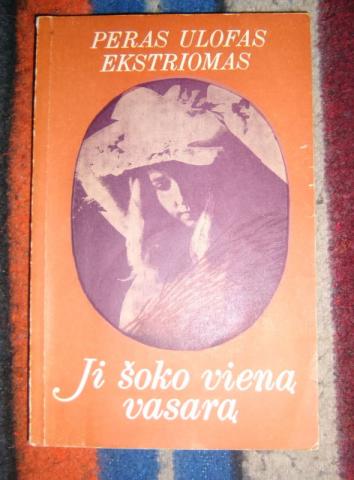 PERAS ULOFAS
EKSTRIOMAS
Ji šoko vieną
vasarą